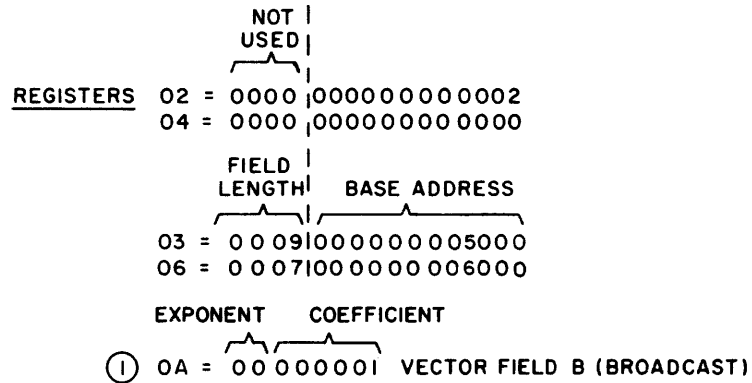 NOT
USED
REGISTERS 02 = 0000 000000000002
04 = 0000 000000000000
FIELD
LENGTH BASE ADDRESS
03 = 0009 000000005000
06 = 0007 000000006000
EXPONENT COEFFICIENT
1 0A = 00 000001 VECTOR FIELD B (BROADCAST)